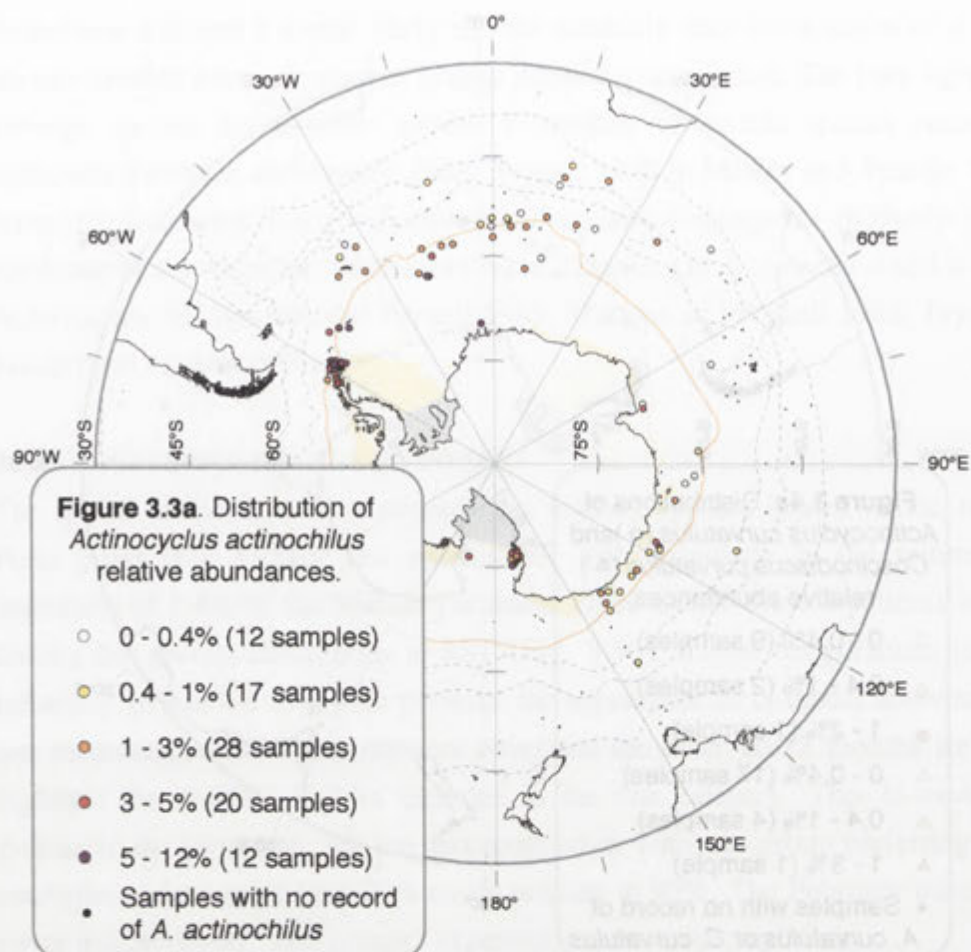 0°
30°W
30°E
60°W
60°E
90°W
30°S
45°S
60°S
75°S
90°E
120°E
150°E
180°
Figure 3.3a. Distribution of
Actinocyclus actinochilus
relative abundances.
0 - 0.4% (12 samples)
0.4 - 1% (17 samples)
1 - 3% (28 samples)
3 - 5% (20 samples)
5 - 12% (12 samples)
Samples with no record
of A. actinochilus